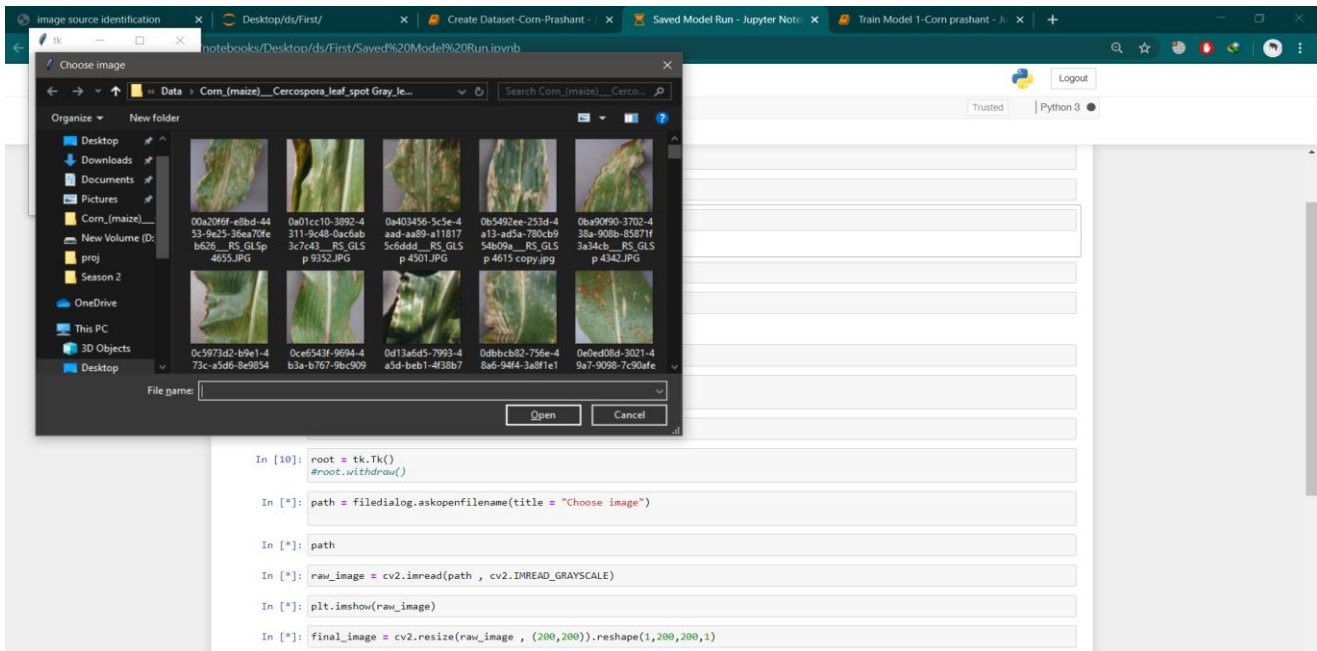 image source identification
Desktop/ds/First/
Create Dataset-Corn-Prashant - J
Saved Model Run - Jupyter Note
Train Model 1-Corn prashant - Ju
tk
notebooks/Desktop/ds/First/Saved%20Model%20Run.ipynb
Choose image
Logout
« Data › Corn_(maize)__Cercospora_leaf_spot Gray_le...
Search Corn_(maize)__Cerco...
Trusted
Python 3
Organize
New folder
Desktop
Downloads
Documents
Pictures
Corn_(maize)__
New Volume (D:
proj
Season 2
OneDrive
This PC
3D Objects
Desktop
00a20f6f-e8bd-44
53-9e25-36ea70fe
b626__RS_GLSp
4655.JPG
0a01cc10-3892-4
311-9c48-0ac6ab
3c7c43__RS_GLS
p 9352.JPG
0a403456-5c5e-4
aad-aa89-a11817
5c6ddd__RS_GLS
p 4501.JPG
0b5492ee-253d-4
a13-ad5a-780cb9
54b09a__RS_GLS
p 4615 copy.jpg
0ba90f90-3702-4
38a-908b-85871f
3a34cb__RS_GLS
p 4342.JPG
0c5973d2-b9e1-4
73c-a5d6-8e9854
0ce6543f-9694-4
b3a-b767-9bc909
0d13a6d5-7993-4
a5d-beb1-4f38b7
0dbbcb82-756e-4
8a6-94f4-3a8f1e1
0e0ed08d-3021-4
9a7-9098-7c90afe
File name:
Open
Cancel
In [10]: root = tk.Tk()
#root.withdraw()
In [*]: path = filedialog.askopenfilename(title = "Choose image")
In [*]: path
In [*]: raw_image = cv2.imread(path , cv2.IMREAD_GRAYSCALE)
In [*]: plt.imshow(raw_image)
In [*]: final_image = cv2.resize(raw_image , (200,200)).reshape(1,200,200,1)